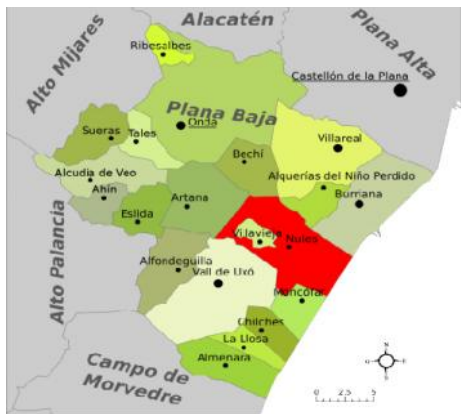 Alacatén
Ribesalbes
Alto Mijares
Plana Alta
Castellón de la Plana
Plana Baja
Onda
Sueras
Tales
Villareal
Bechí
Alcudia de Veo
Alquerías del Niño Perdido
Ahín
Artana
Burriana
Eslida
Villavieja
Nules
Alto Palancia
Alfondeguilla
Vall de Uxó
Moncófar
Chilches
La Llosa
Almenara
Campo de
Morvedre
N
O
E
S
0
2.5
5